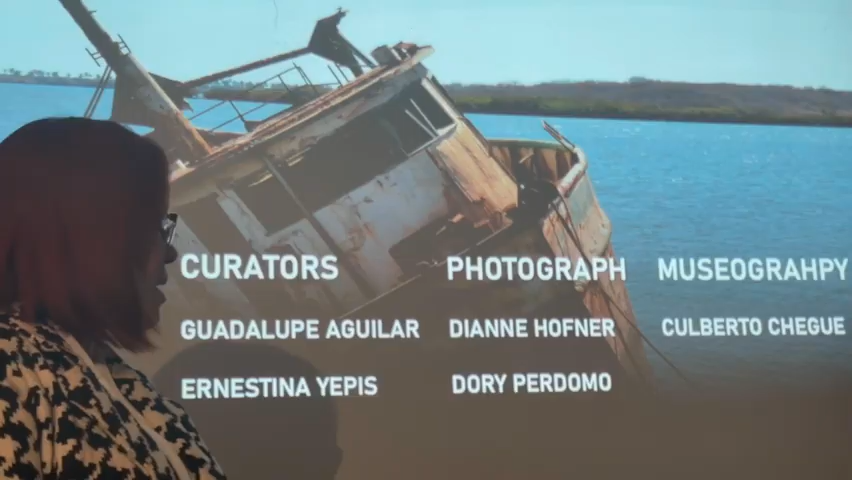 CURATORS PHOTOGRAPH MUSEOGRAHPY
GUADALUPE AGUILAR DIANNE HOFNER CULBERTO CHEGUE
ERNESTINA YEPIS DORY PERDOMO